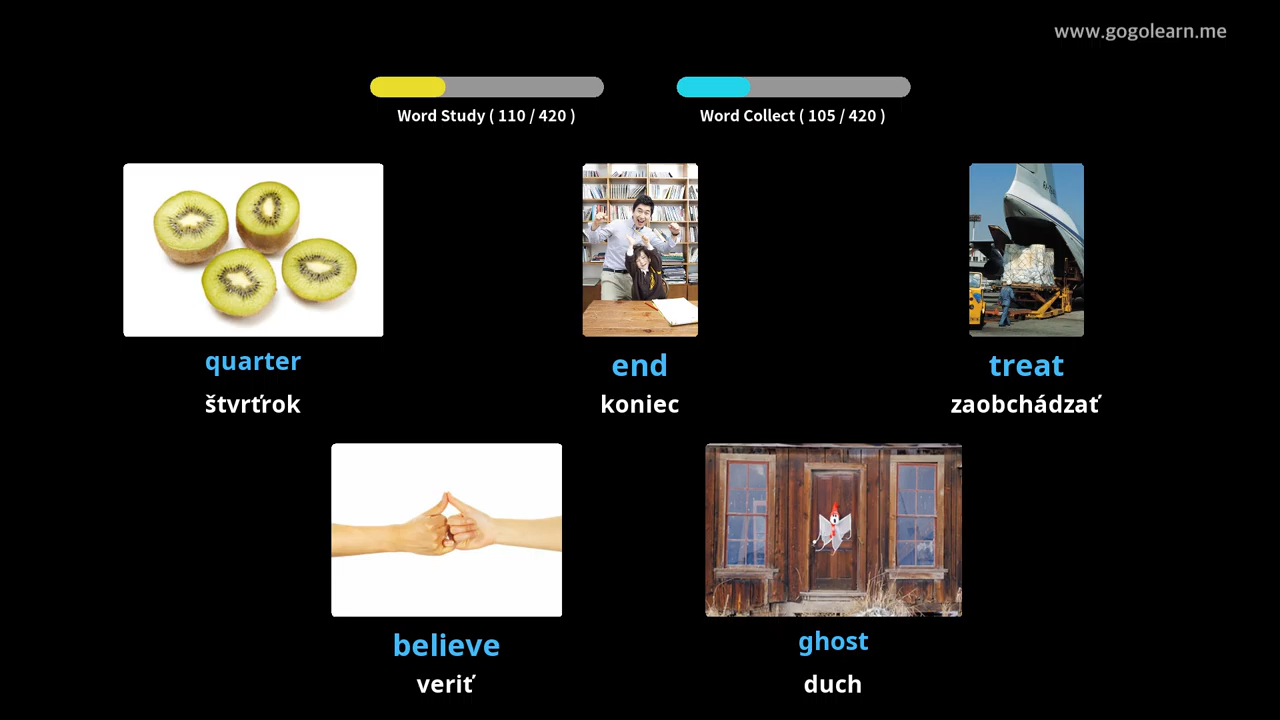 www.gogolearn.me
Word Study ( 110 / 420 )
Word Collect ( 105 / 420 )
quarter
štvrťrok
end
koniec
treat
zaobchádzať
believe
veriť
ghost
duch